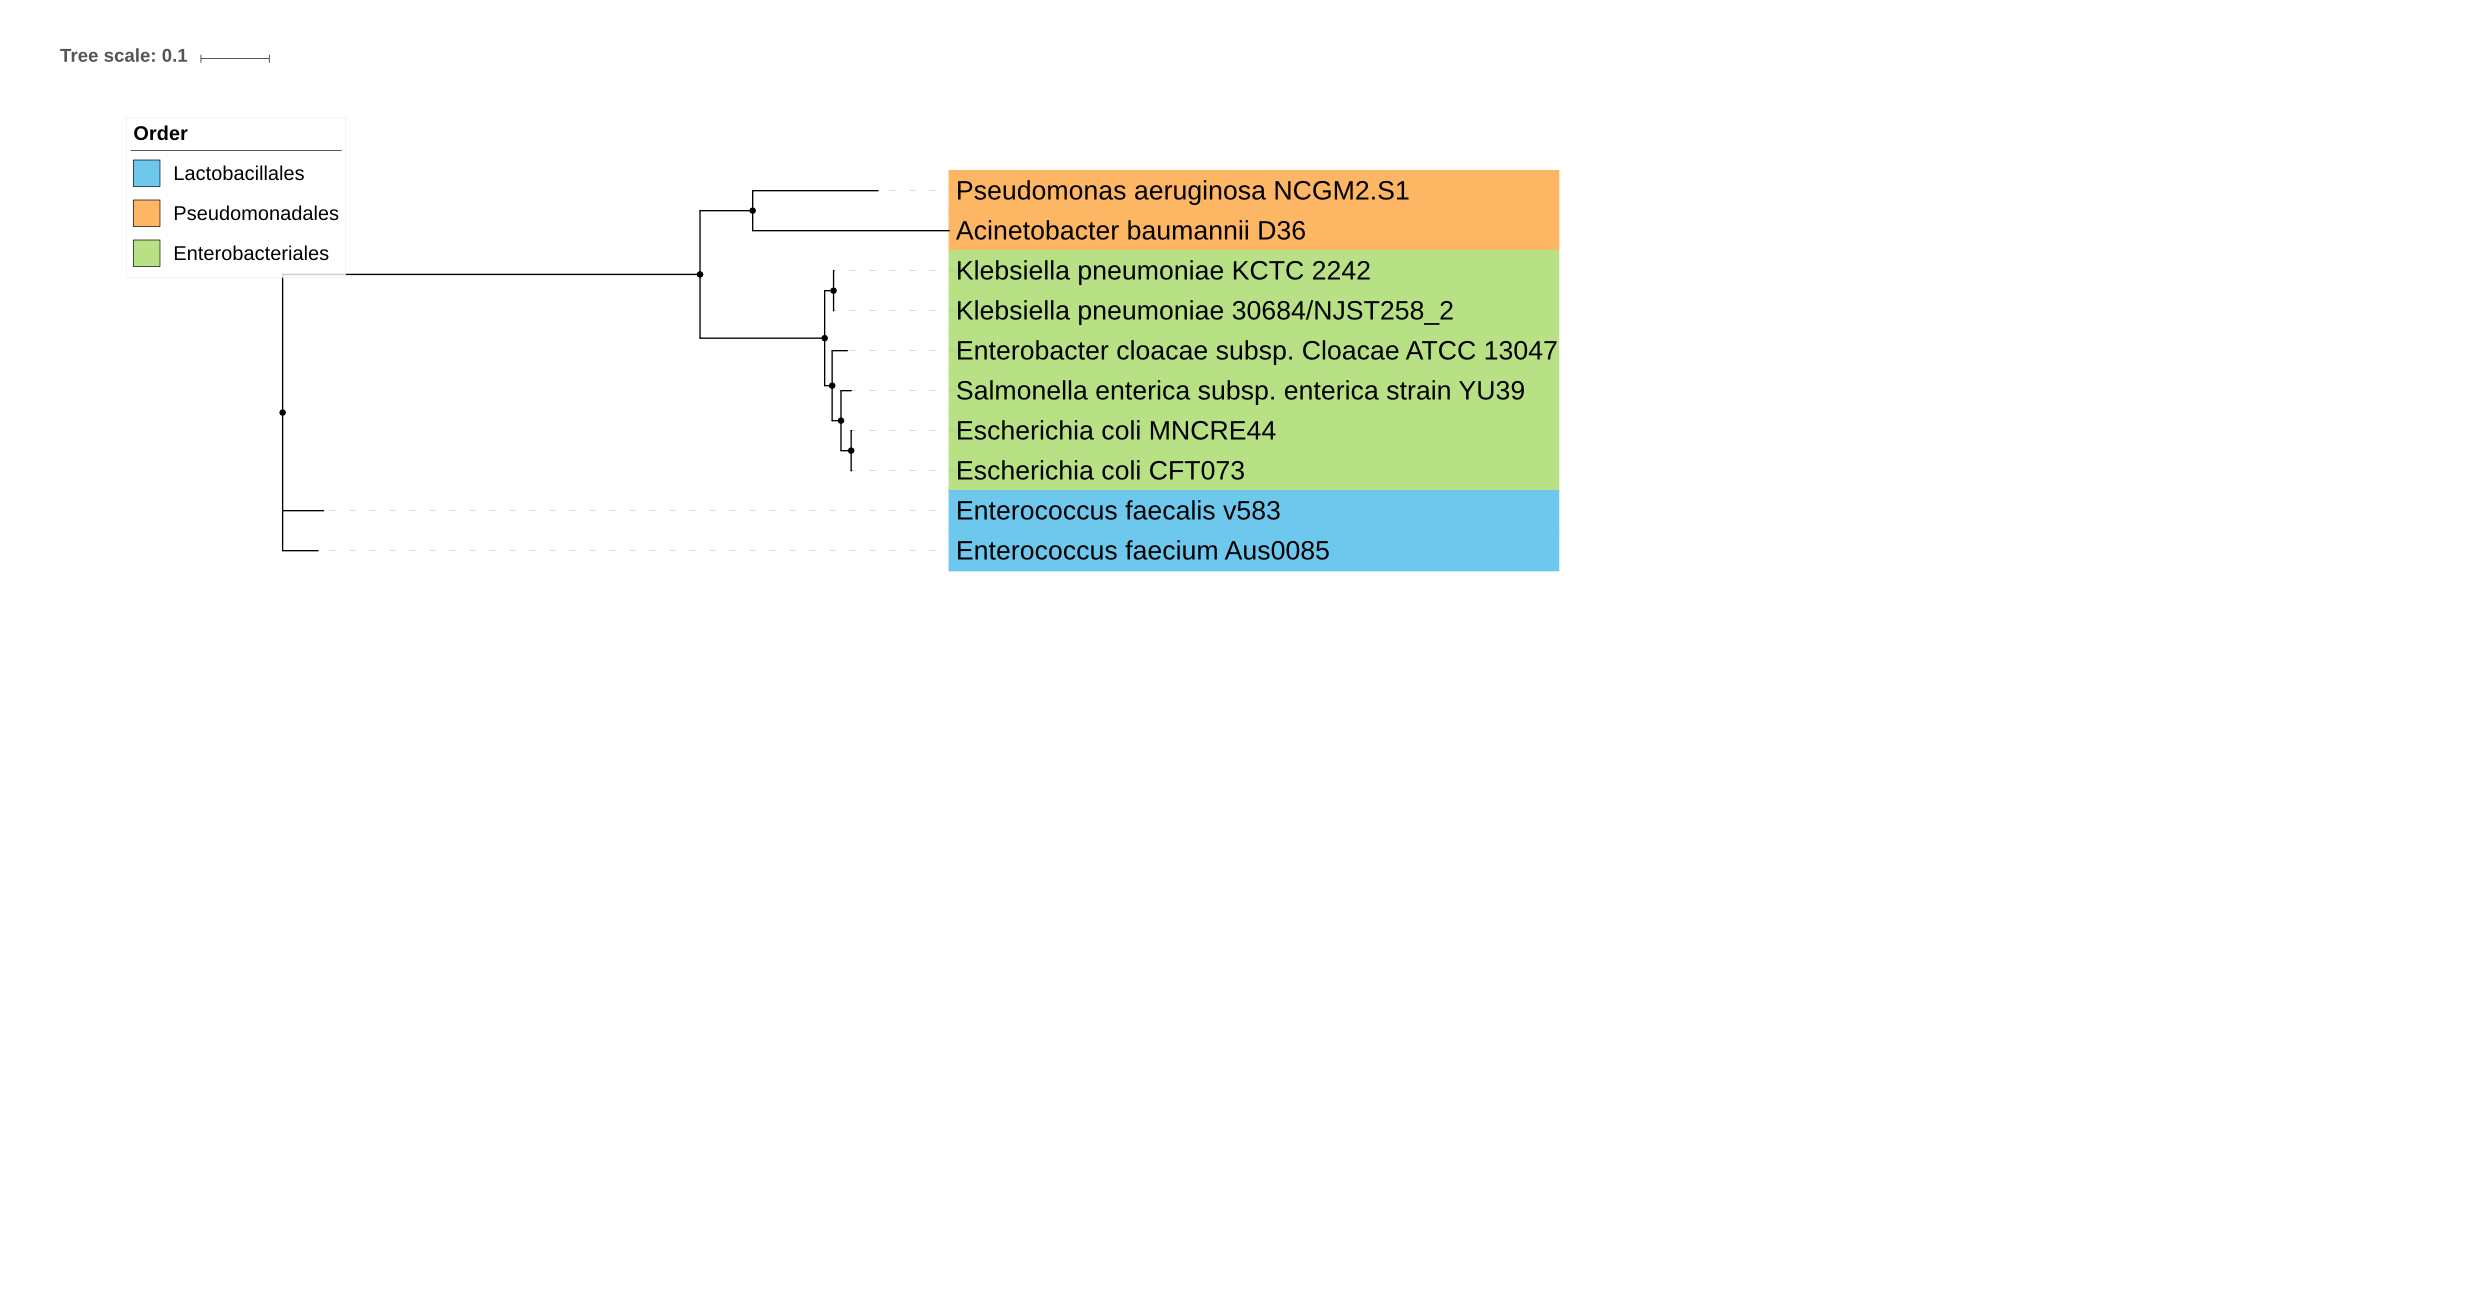 Tree scale: 0.1
Order
Lactobacillales
Pseudomonadales
Enterobacteriales
Pseudomonas aeruginosa NCGM2.S1
Acinetobacter baumannii D36
Klebsiella pneumoniae KCTC 2242
Klebsiella pneumoniae 30684/NJST258_2
Enterobacter cloacae subsp. Cloacae ATCC 13047
Salmonella enterica subsp. enterica strain YU39
Escherichia coli MNCRE44
Escherichia coli CFT073
Enterococcus faecalis v583
Enterococcus faecium Aus0085